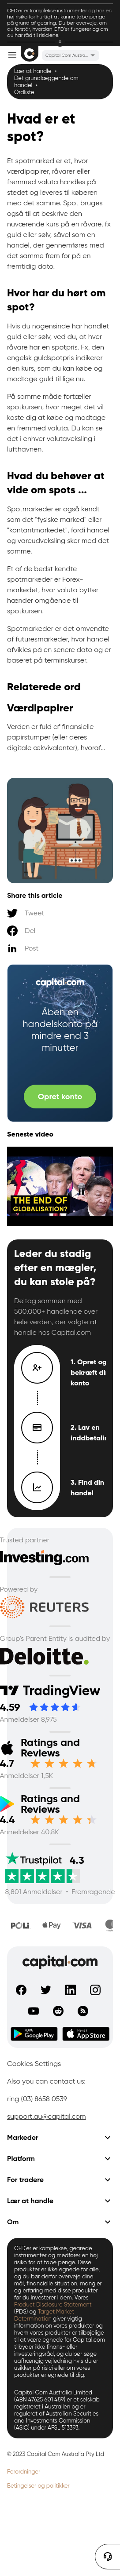 CFDer er komplekse instrumenter og har en
høj risiko for hurtigt at kunne tabe penge
på grund af gearing. Du bør overveje, om
du forstår, hvordan CFDer fungerer og om
du har råd til risiciene.
Capital Com Austra...
Lær at handle •
Det grundlæggende om
handel •
Ordliste
Hvad er et
spot?
Et spotmarked er et, hvor
værdipapirer, råvarer eller
fremmed valuta handles på
stedet og leveres på eller nær
den med det samme. Spot bruges
også til at beskrive den
nuværende kurs på en råvare, fx
guld eller sølv, såvel som en
handel, der gennemføres med
det samme frem for på en
fremtidig dato.
Hvor har du hørt om
spot?
Hvis du nogensinde har handlet
guld eller sølv, ved du, at hver
råvare har en spotpris. F.x. den
engelske guldspotpris indikerer
den kurs, som du kan købe og
modtage guld til lige nu.
På samme måde fortæller
spotkursen, hvor meget det vil
koste dig at købe og modtage
en fremmed valuta. Du kan se
det i enhver valutaveksling i
lufthavnen.
Hvad du behøver at
vide om spots ...
Spotmarkeder er også kendt
som det "fysiske marked" eller
"kontantmarkedet", hvor handel
og vareudveksling sker med det
samme.
Et af de bedst kendte
spotmarkeder er Forex-
markedet, hvor valuta bytter
hænder omgående til
spotkursen.
Spotmarkeder er det omvendte
af futuresmarkeder, hvor handel
afvikles på en senere dato og er
baseret på terminskurser.
Relaterede ord
Værdipapirer
Verden er fuld af finansielle
papirstumper (eller deres
digitale ækvivalenter), hvoraf...
Share this article
Tweet
Del
Post
capital.com
Åben en
handelskonto på
mindre end 3
minutter
Opret konto
Seneste video
THE END OF
GLOBALISATION?
Leder du stadig
efter en mægler,
du kan stole på?
Deltag sammen med
500.000+ handlende over
hele verden, der valgte at
handle hos Capital.com
1. Opret og
bekræft di
konto
2. Lav en
indbetalin
3. Find din
handel
Trusted partner
Investing.com
Powered by
REUTERS
Group's Parent Entity is audited by
Deloitte.
TradingView
4.59
Anmeldelser 8,975
Ratings and
Reviews
4.7
Anmeldelser 1,5K
Ratings and
Reviews
4.4
Anmeldelser 40,8K
Trustpilot 4.3
8,801 Anmeldelser • Fremragende
POLi Pay VISA
capital.com
GET IT ON Google Play
Download on the App Store
Cookies Settings
Also you can contact us:
ring (03) 8658 0539
support.au@capital.com
Markeder
Platform
For tradere
Lær at handle
Om
CFDer er komplekse, gearede
instrumenter og medfører en høj
risiko for at tabe penge. Disse
produkter er ikke egnede for alle,
og du bør derfor overveje dine
mål, financielle situation, mangler
og erfaring med disse produkter
før du investerer i dem. Vores
Product Disclosure Statement
(PDS) og Target Market
Determination giver vigtig
information on vores produkter og
er hvem vores produkter er tilbøjelige
til at være egnede for Capital.com
tilbyder ikke finans- eller
investeringsråd, og du bør søge
uafhængig vejledning hvis du er
usikker på risici eller om vores
produkter er egnede til dig.
Capital Com Australia Limited
(ABN 47625 601 489) er et selskab
registreret i Australien og er
reguleret af Australian Securities
and Investments Commission
(ASIC) under AFSL 513393.
© 2023 Capital Com Australia Pty Ltd
Forordninger
Betingelser og politikker